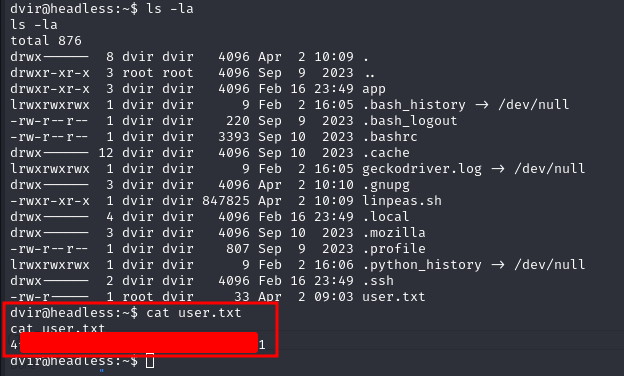 dvir@headless:~$ ls -la
ls -la
total 876
drwx------  8 dvir dvir   4096 Apr  2 10:09 .
drwxr-xr-x  3 root root   4096 Sep  9  2023 ..
drwxr-xr-x  3 dvir dvir   4096 Feb 16 23:49 app
lrwxrwxrwx  1 dvir dvir      9 Feb  2 16:05 .bash_history -> /dev/null
-rw-r--r--  1 dvir dvir    220 Sep  9  2023 .bash_logout
-rw-r--r--  1 dvir dvir   3393 Sep 10  2023 .bashrc
drwx------ 12 dvir dvir   4096 Sep 10  2023 .cache
lrwxrwxrwx  1 dvir dvir      9 Feb  2 16:05 geckodriver.log -> /dev/null
drwx------  3 dvir dvir   4096 Apr  2 10:10 .gnupg
-rwxr-xr-x  1 dvir dvir 847825 Apr  2 10:09 linpeas.sh
drwx------  4 dvir dvir   4096 Feb 16 23:49 .local
drwx------  3 dvir dvir   4096 Sep 10  2023 .mozilla
-rw-r--r--  1 dvir dvir    807 Sep  9  2023 .profile
lrwxrwxrwx  1 dvir dvir      9 Feb  2 16:06 .python_history -> /dev/null
drwx------  2 dvir dvir   4096 Feb 16 23:49 .ssh
-rw-r-----  1 root dvir     33 Apr  2 09:03 user.txt
dvir@headless:~$ cat user.txt
cat user.txt
4 1
dvir@headless:~$